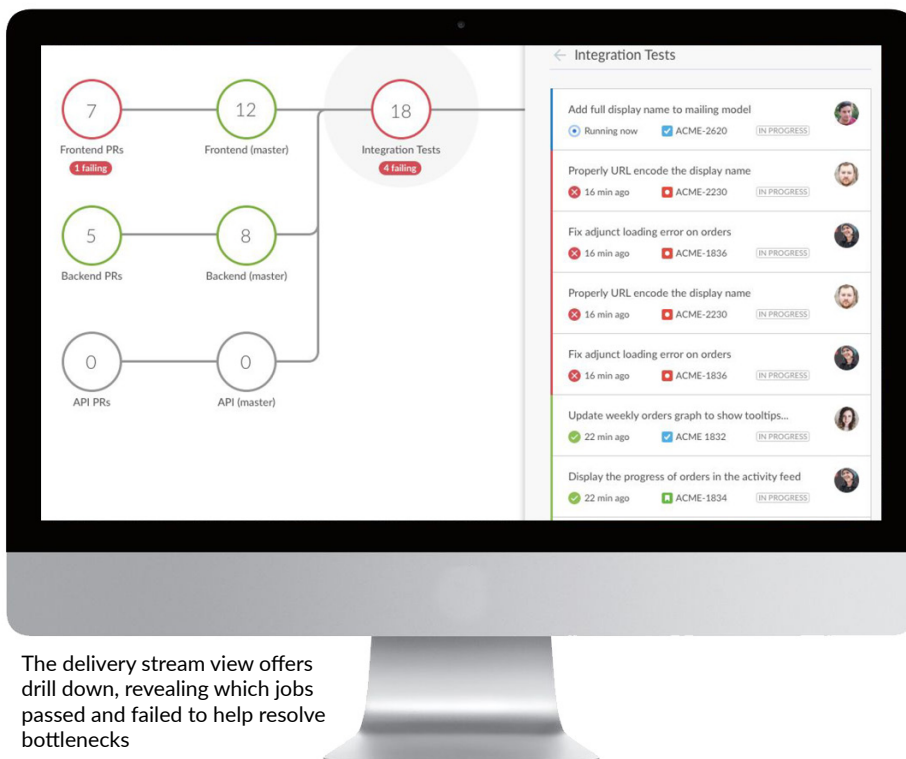 7
12
18
Frontend PRs
Frontend (master)
Integration Tests
1 failing
4 failing
5
8
Backend PRs
Backend (master)
0
0
API PRs
API (master)
← Integration Tests
Add full display name to mailing model
Running now ACME-2620 IN PROGRESS
Properly URL encode the display name
16 min ago ACME-2230 IN PROGRESS
Fix adjunct loading error on orders
16 min ago ACME-1836 IN PROGRESS
Properly URL encode the display name
16 min ago ACME-2230 IN PROGRESS
Fix adjunct loading error on orders
16 min ago ACME-1836 IN PROGRESS
Update weekly orders graph to show tooltips...
22 min ago ACME 1832 IN PROGRESS
Display the progress of orders in the activity feed
22 min ago ACME-1834 IN PROGRESS
The delivery stream view offers
drill down, revealing which jobs
passed and failed to help resolve
bottlenecks